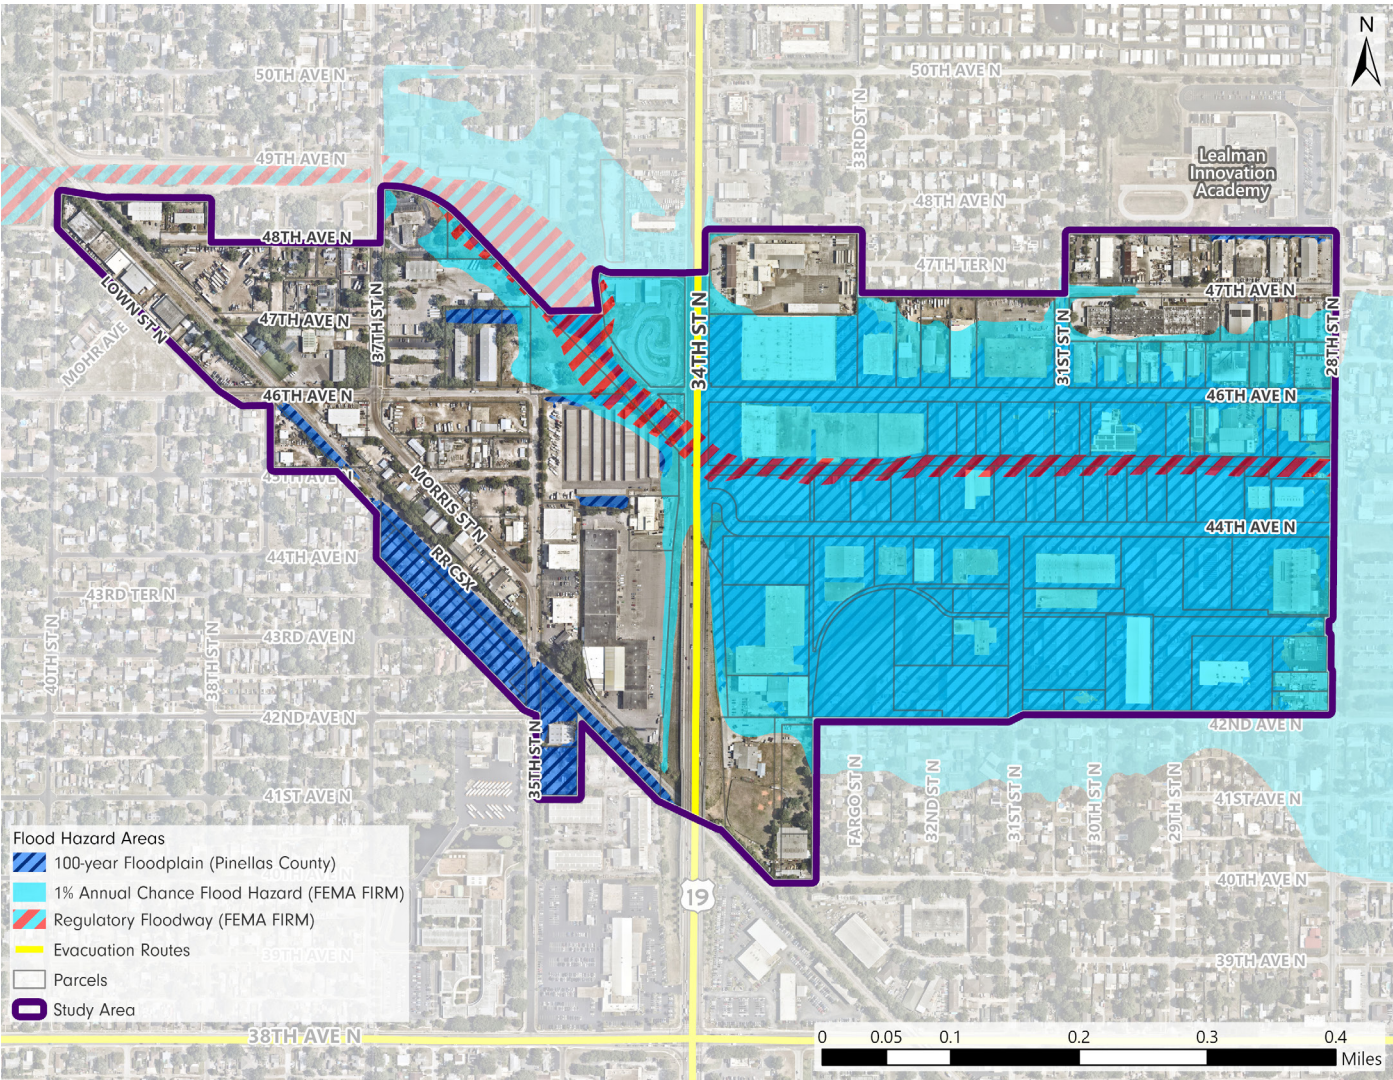 N
50TH AVE N
50TH AVE N
33RD ST N
49TH AVE N
Lealman
Innovation
Academy
48TH AVE N
48TH AVE N
47TH TER N
LOWN ST N
MOHR AVE
47TH AVE N
37TH ST N
34TH ST N
31ST ST N
47TH AVE N
28TH ST N
46TH AVE N
46TH AVE N
45TH AVE N
MORRIS ST N
RR CSX
44TH AVE N
44TH AVE N
43RD TER N
43RD AVE N
40TH ST N
38TH ST N
42ND AVE N
42ND AVE N
35TH ST N
41ST AVE N
FARGO ST N
32ND ST N
31ST ST N
30TH ST N
29TH ST N
41ST AVE N
40TH AVE N
40TH AVE N
19
39TH AVE N
39TH AVE N
38TH AVE N
Flood Hazard Areas
100-year Floodplain (Pinellas County)
1% Annual Chance Flood Hazard (FEMA FIRM)
Regulatory Floodway (FEMA FIRM)
Evacuation Routes
Parcels
Study Area
0 0.05 0.1 0.2 0.3 0.4
Miles